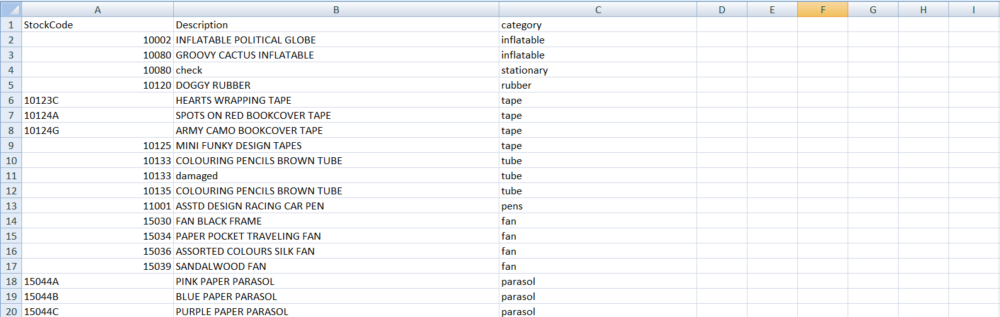 A B C D E F G H I
1 StockCode Description category
2 10002 INFLATABLE POLITICAL GLOBE inflatable
3 10080 GROOVY CACTUS INFLATABLE inflatable
4 10080 check stationary
5 10120 DOGGY RUBBER rubber
6 10123C HEARTS WRAPPING TAPE tape
7 10124A SPOTS ON RED BOOKCOVER TAPE tape
8 10124G ARMY CAMO BOOKCOVER TAPE tape
9 10125 MINI FUNKY DESIGN TAPES tape
10 10133 COLOURING PENCILS BROWN TUBE tube
11 10133 damaged tube
12 10135 COLOURING PENCILS BROWN TUBE tube
13 11001 ASSTD DESIGN RACING CAR PEN pens
14 15030 FAN BLACK FRAME fan
15 15034 PAPER POCKET TRAVELING FAN fan
16 15036 ASSORTED COLOURS SILK FAN fan
17 15039 SANDALWOOD FAN fan
18 15044A PINK PAPER PARASOL parasol
19 15044B BLUE PAPER PARASOL parasol
20 15044C PURPLE PAPER PARASOL parasol